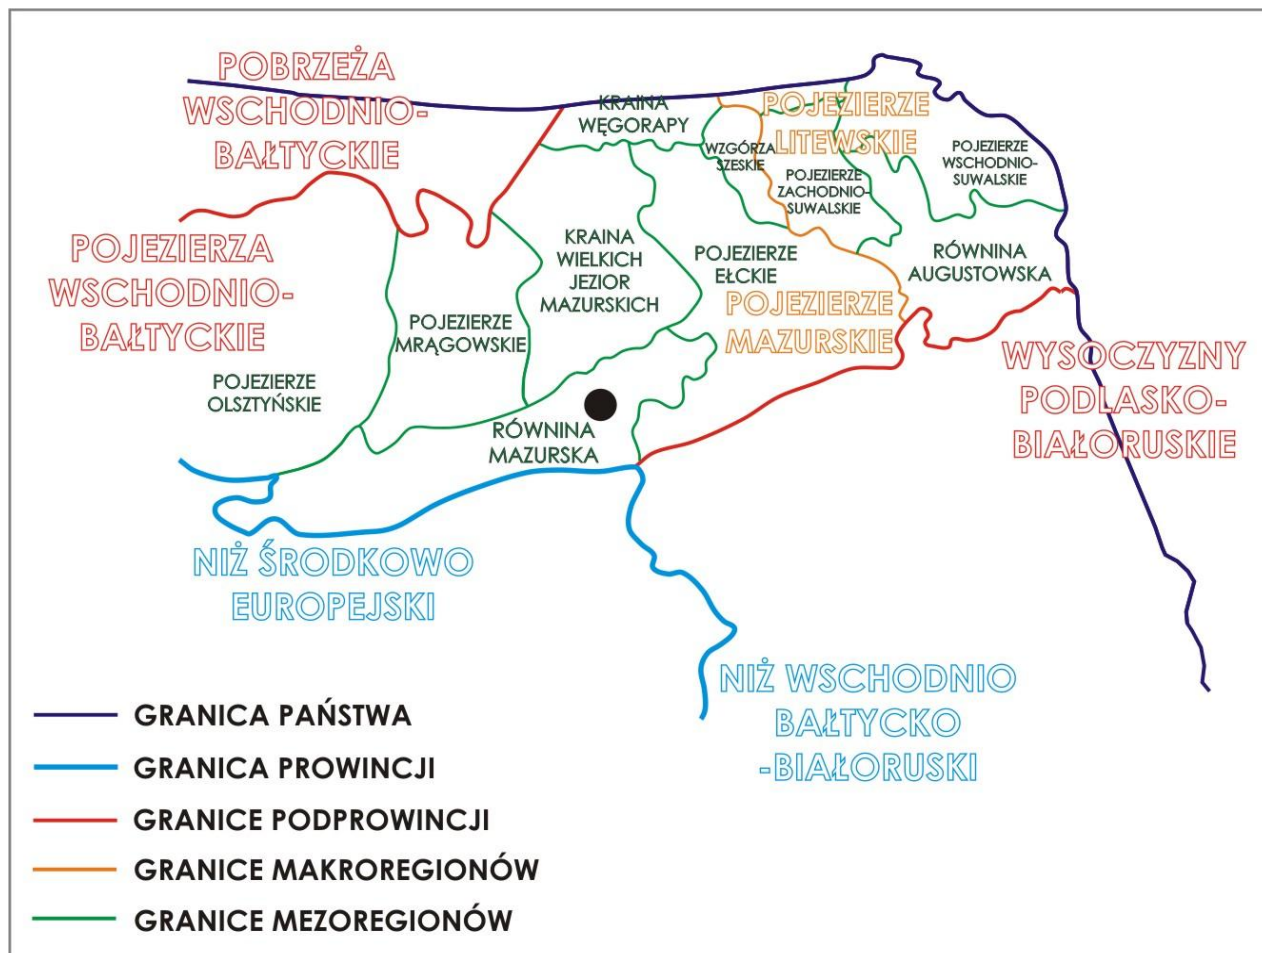 POBRZEŻA
WSCHODNIO-
BAŁTYCKIE
KRAINA
WĘGORAPY
POJEZIERZE
LITEWSKIE
WZGÓRZA
SZESKIE
POJEZIERZE
ZACHODNIO-
SUWALSKIE
POJEZIERZE
WSCHODNIO-
SUWALSKIE
POJEZIERZA
WSCHODNIO-
BAŁTYCKIE
KRAINA
WIELKICH
JEZIOR
MAZURSKICH
POJEZIERZE
EŁCKIE
RÓWNINA
AUGUSTOWSKA
POJEZIERZE
MAZURSKIE
POJEZIERZE
MRĄGOWSKIE
POJEZIERZE
OLSZTYŃSKIE
WYSOCZYZNY
PODLASKO-
BIAŁORUSKIE
RÓWNINA
MAZURSKA
NIŻ ŚRODKOWO
EUROPEJSKI
NIŻ WSCHODNIO
BAŁTYCKO
-BIAŁORUSKI
GRANICA PAŃSTWA
GRANICA PROWINCJI
GRANICE PODPROWINCJI
GRANICE MAKROREGIONÓW
GRANICE MEZOREGIONÓW